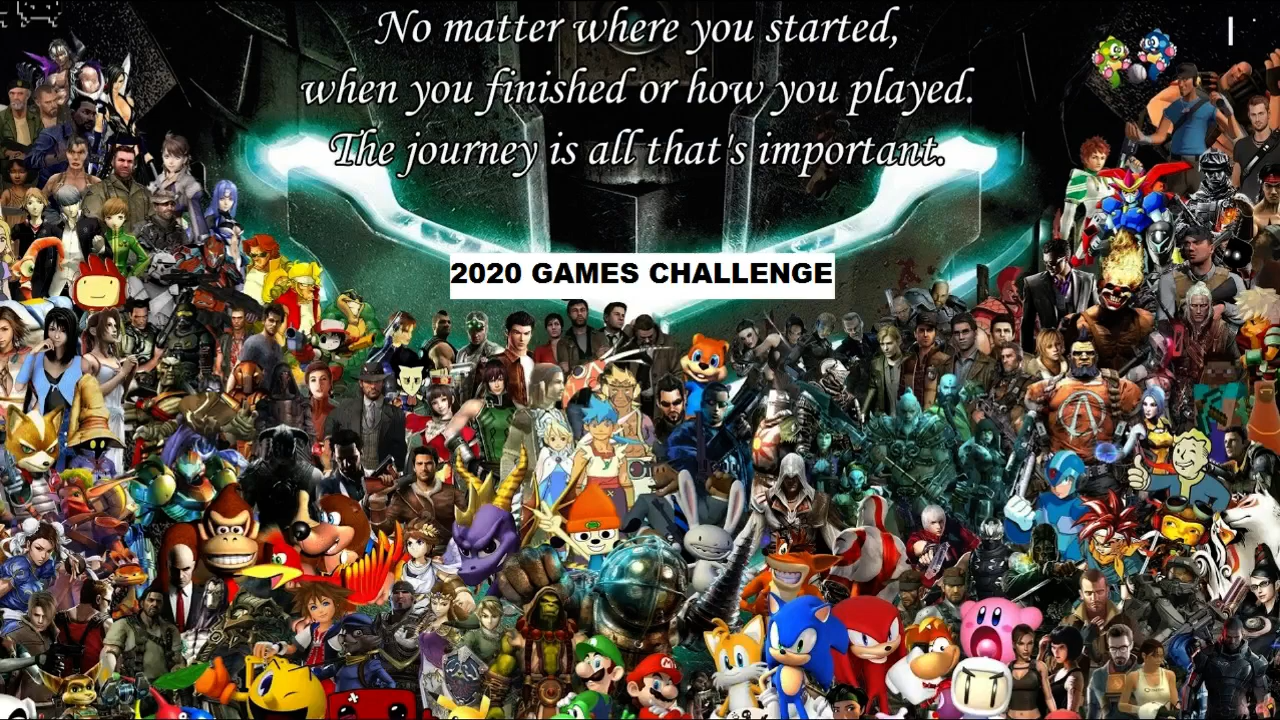 No matter where you started,
when you finished or how you played.
The journey is all that's important.
2020 GAMES CHALLENGE